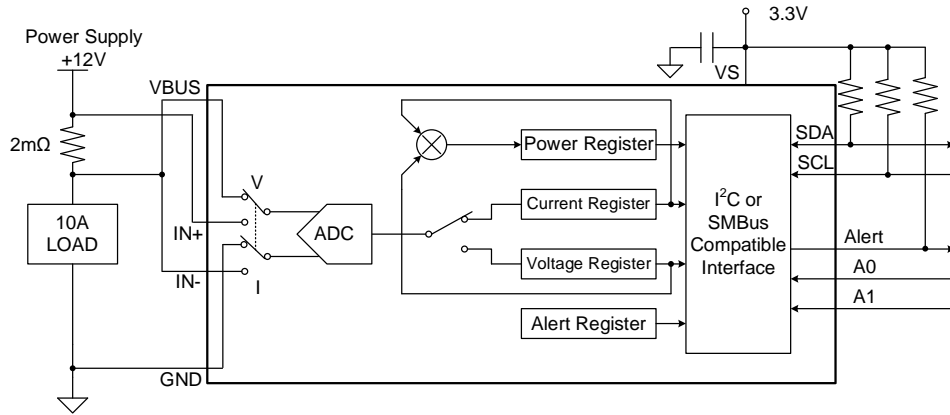 3.3V
Power Supply
+12V
VS
VBUS
2mΩ
Power Register
SDA
SCL
V
I²C or
SMBus
Compatible
Interface
10A
LOAD
IN+
ADC
Current Register
Alert
Voltage Register
IN-
I
A0
A1
Alert Register
GND